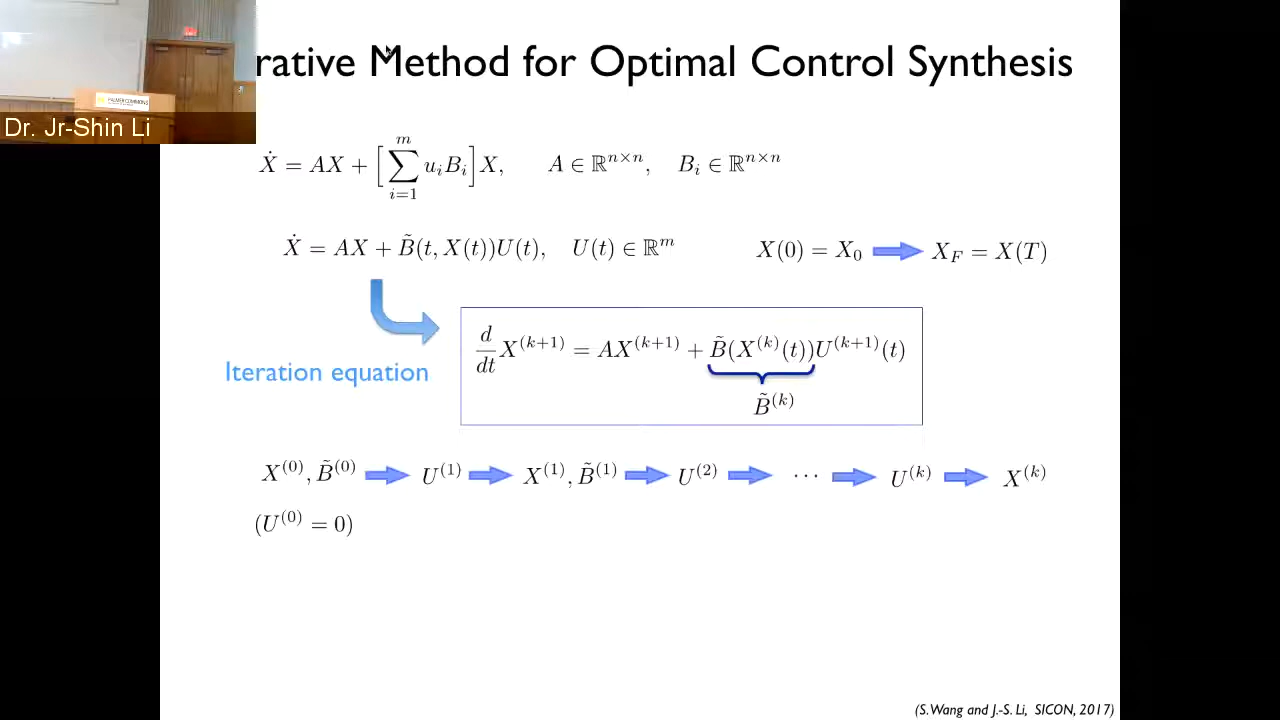 rative Method for Optimal Control Synthesis
PALMER COMMONS
Dr. Jr-Shin Li
Ẋ = AX + [∑_{i=1}^{m} u_i B_i]X, A ∈ ℝ^{n×n}, B_i ∈ ℝ^{n×n}
Ẋ = AX + B̃(t, X(t))U(t), U(t) ∈ ℝ^m X(0) = X_0 → X_F = X(T)
d/dt X^{(k+1)} = AX^{(k+1)} + B̃(X^{(k)}(t))U^{(k+1)}(t)
Iteration equation
B̃^{(k)}
X^{(0)}, B̃^{(0)} → U^{(1)} → X^{(1)}, B̃^{(1)} → U^{(2)} → ⋯ → U^{(k)} → X^{(k)}
(U^{(0)} = 0)
(S. Wang and J.-S. Li, SICON, 2017)